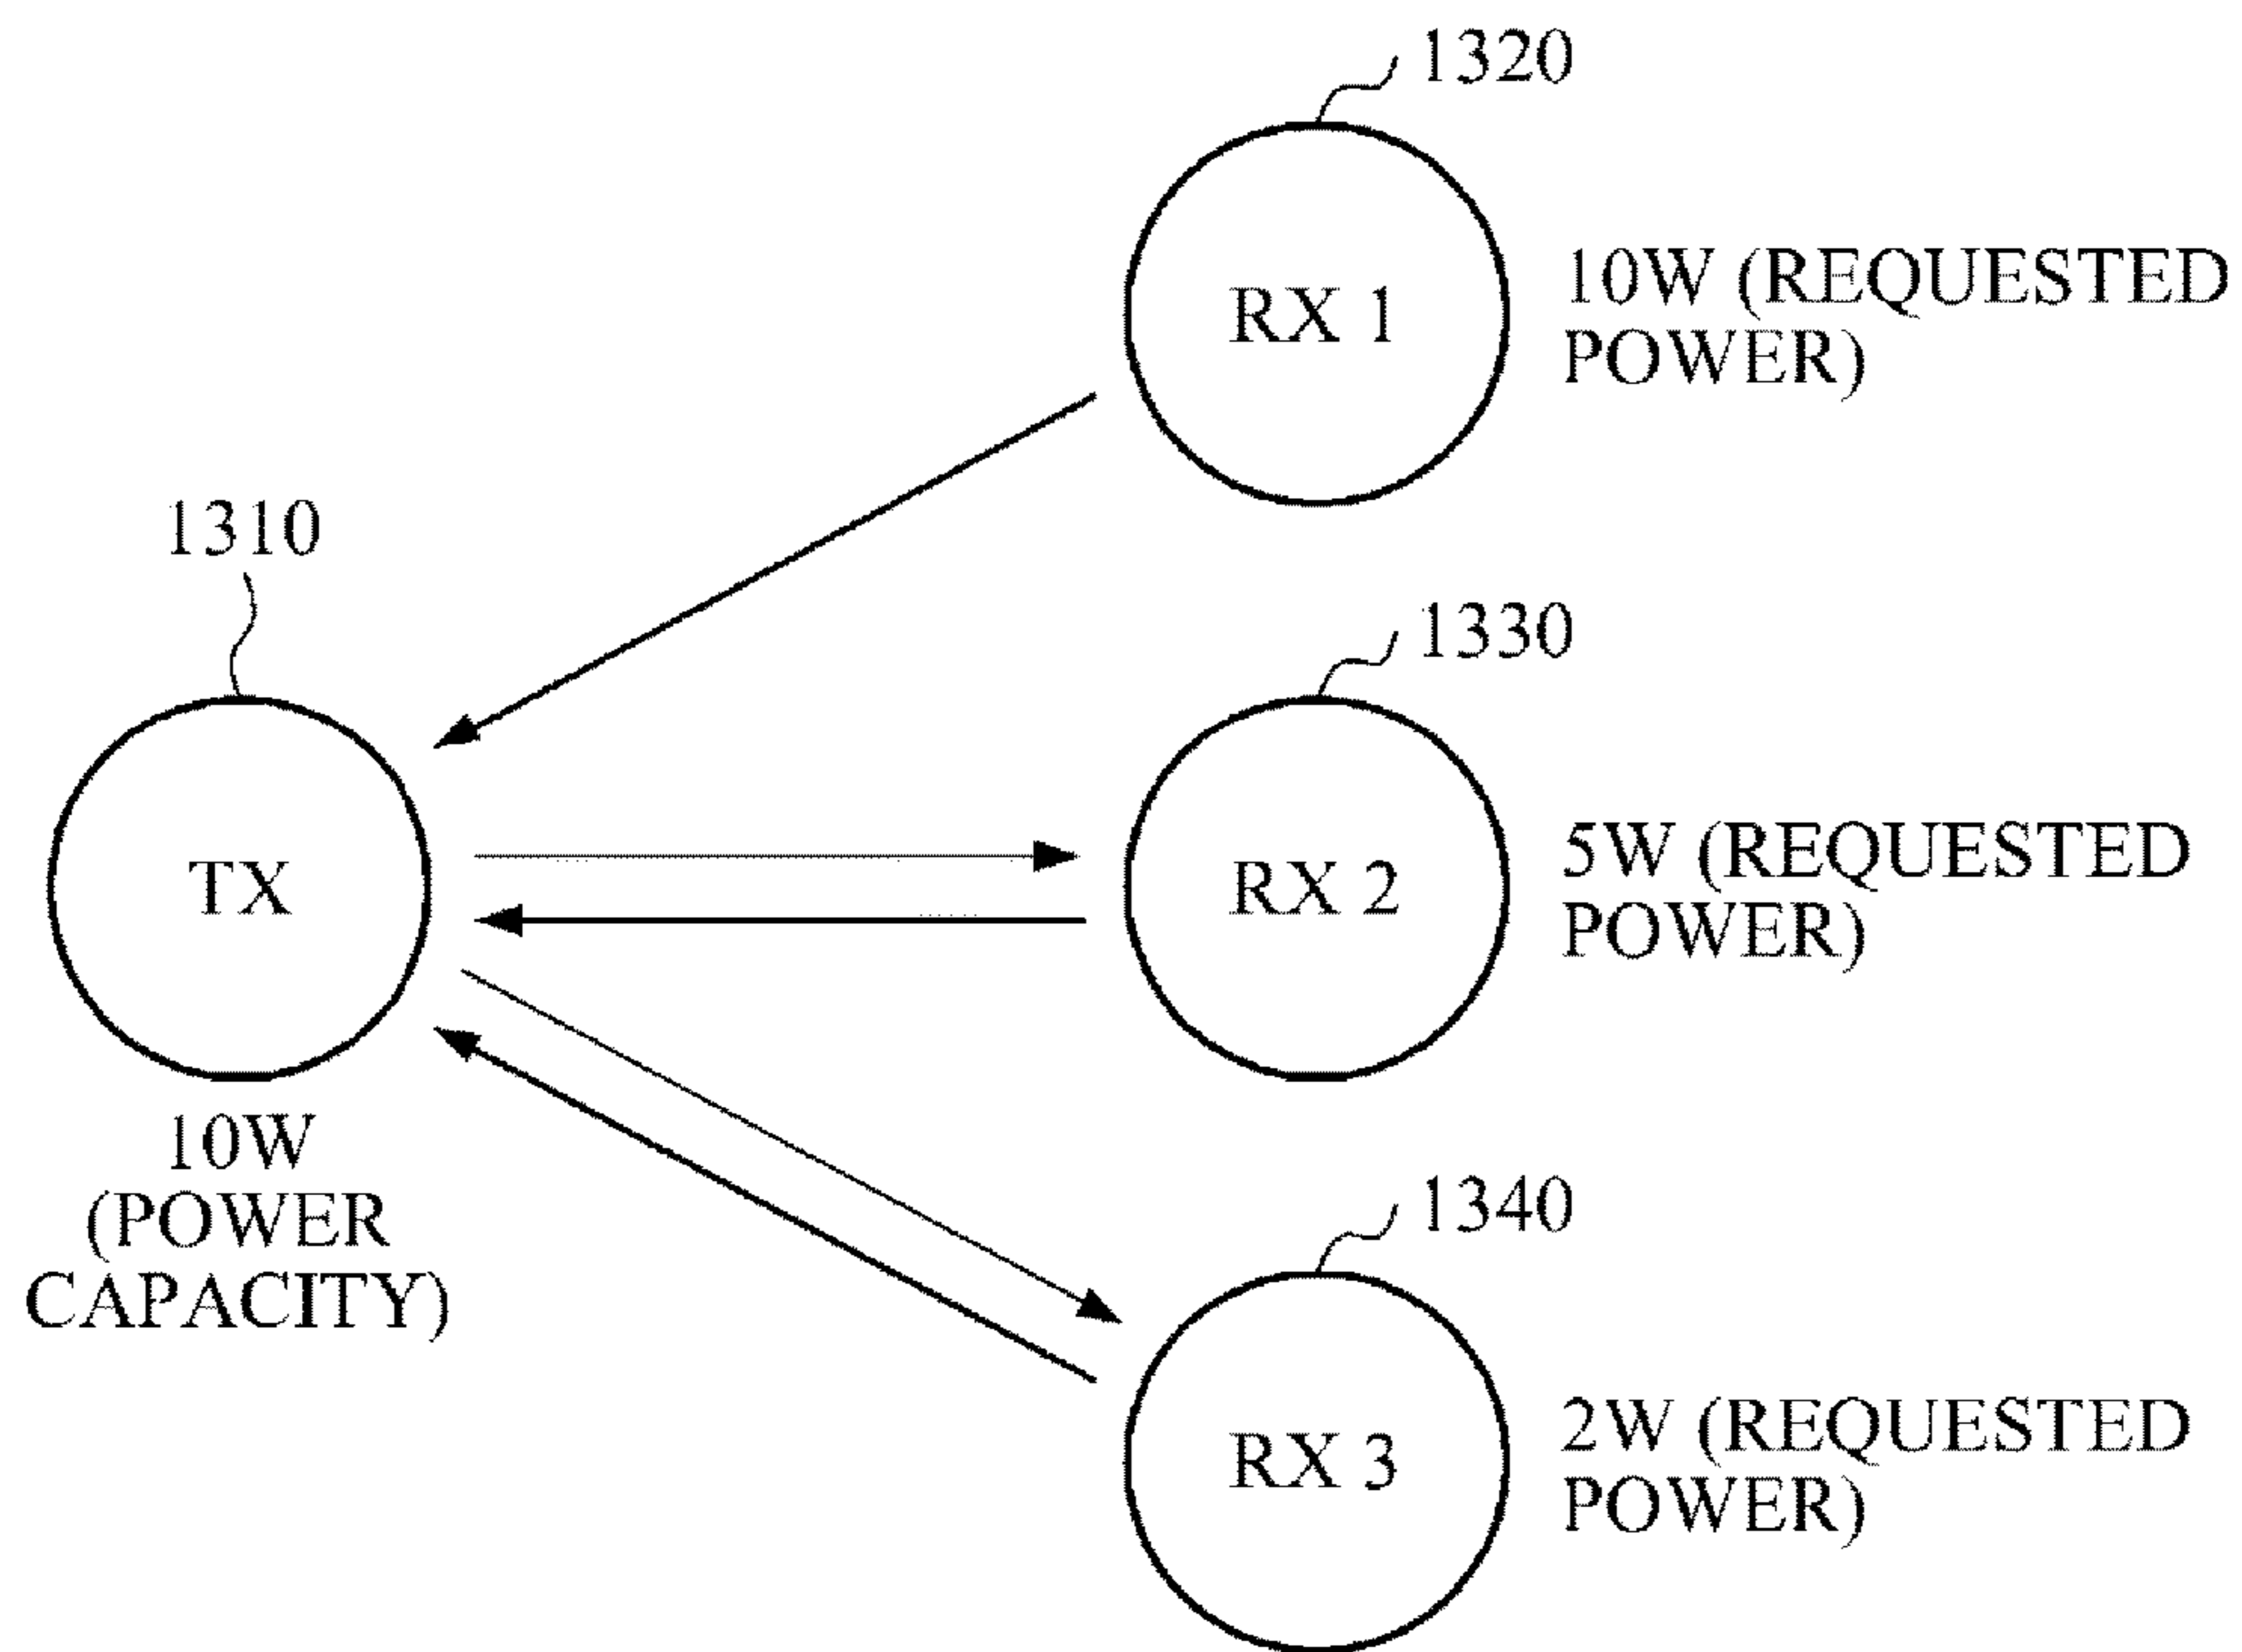 1320
RX 1
10W (REQUESTED
POWER)
1310
TX
10W
(POWER
CAPACITY)
1330
RX 2
5W (REQUESTED
POWER)
1340
RX 3
2W (REQUESTED
POWER)